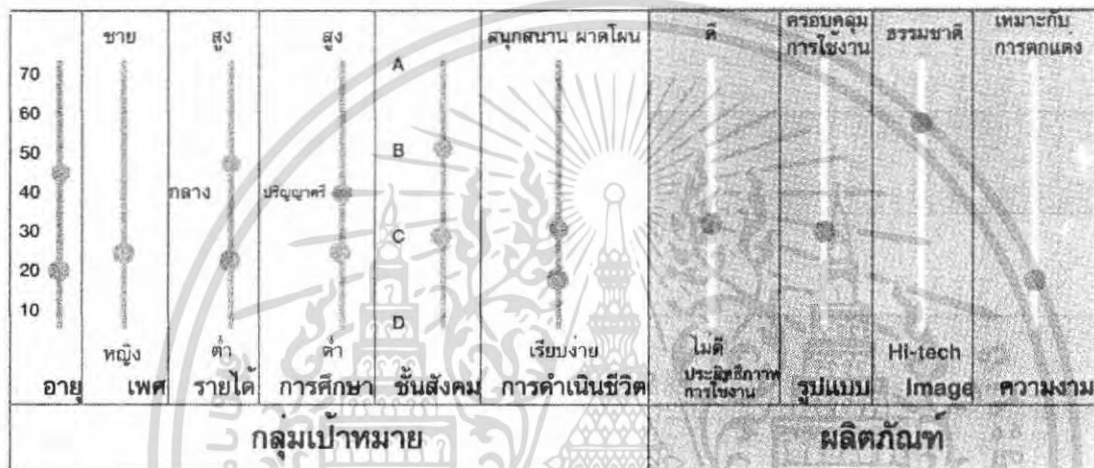 ชาย สูง สูง สนุกสนาน ผาดโผน ดี ครอบคลุม การใช้งาน ธรรมชาติ เหมาะกับ การตกแต่ง
70 A
60
50 B
40 กลาง ปริญญาตรี
30 C
20
10 D
หญิง ต่ำ ต่ำ เรียบง่าย ไม่ดี Hi-tech
อายุ เพศ รายได้ การศึกษา ชั้นสังคม การดำเนินชีวิต ประสิทธิภาพ การใช้งาน รูปแบบ Image ความงาม
กลุ่มเป้าหมาย ผลิตภัณฑ์